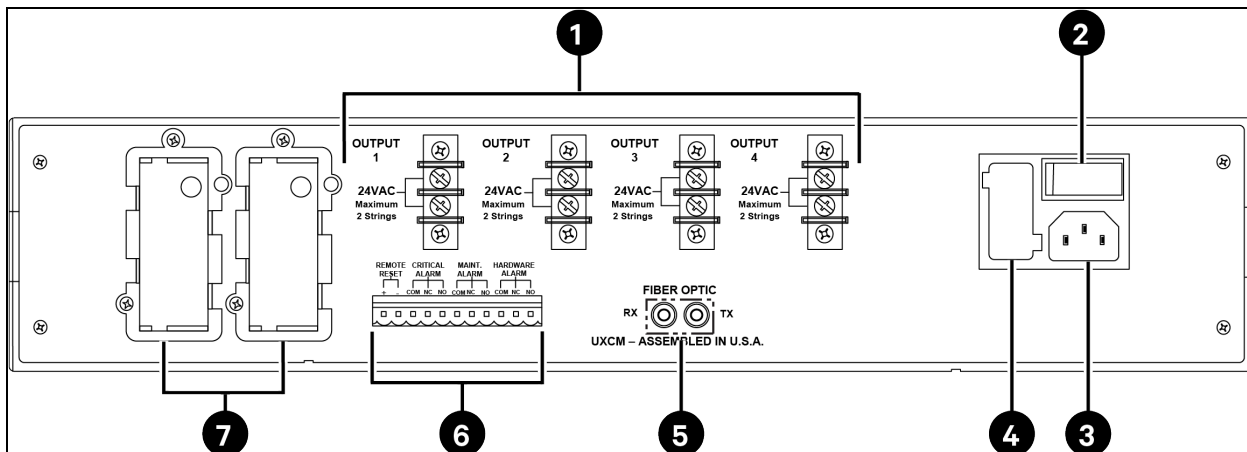 1
2
OUTPUT 1
24VAC
Maximum
2 Strings
OUTPUT 2
24VAC
Maximum
2 Strings
OUTPUT 3
24VAC
Maximum
2 Strings
OUTPUT 4
24VAC
Maximum
2 Strings
REMOTE RESET
+ -
CRITICAL ALARM
COM NC NO
MAINT. ALARM
COM NC NO
HARDWARE ALARM
COM NC NO
FIBER OPTIC
RX
TX
UXCM – ASSEMBLED IN U.S.A.
7
6
5
4
3